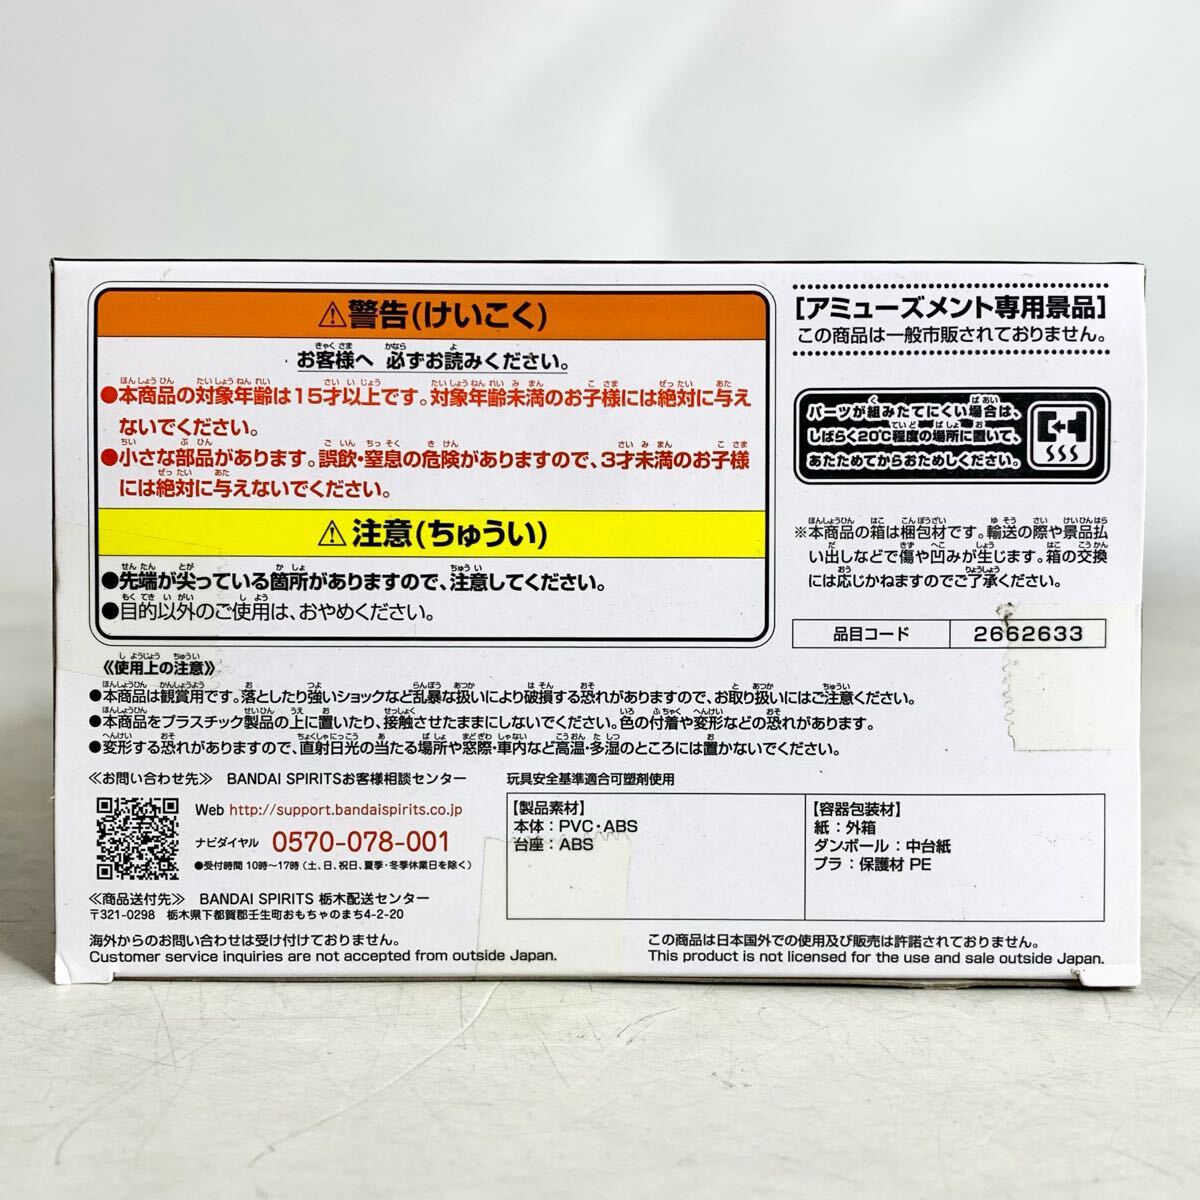 ⚠警告(けいこく)
お客様へ 必ずお読みください。
●本商品の対象年齢は15才以上です。対象年齢未満のお子様には絶対に与え
ないでください。
●小さな部品があります。誤飲・窒息の危険がありますので、3才未満のお子様
には絶対に与えないでください。
⚠注意(ちゅうい)
●先端が尖っている箇所がありますので、注意してください。
●目的以外のご使用は、おやめください。
[アミューズメント専用景品]
この商品は一般市販されておりません。
パーツが組みたてにくい場合は、
しばらく20℃程度の場所に置いて、
あたためてからおためしください。
※本商品の箱は梱包材です。輸送の際や景品払
い出しなどで傷や凹みが生じます。箱の交換
には応じかねますのでご了承ください。
品目コード 2662633
《使用上の注意》
●本商品は観賞用です。落としたり強いショックなど乱暴な扱いにより破損する恐れがありますので、お取り扱いにはご注意ください。
●本商品をプラスチック製品の上に置いたり、接触させたままにしないでください。色の付着や変形などの恐れがあります。
●変形する恐れがありますので、直射日光の当たる場所や窓際・車内など高温・多湿のところには置かないでください。
≪お問い合わせ先≫ BANDAI SPIRITSお客様相談センター
Web http://support.bandaispirits.co.jp
ナビダイヤル 0570-078-001
●受付時間 10時〜17時(土、日、祝日、夏季・冬季休業日を除く)
≪商品送付先≫ BANDAI SPIRITS 栃木配送センター
〒321-0298 栃木県下都賀郡壬生町おもちゃのまち4-2-20
玩具安全基準適合可塑剤使用
【製品素材】
本体：PVC・ABS
台座：ABS
【容器包装材】
紙：外箱
ダンボール：中台紙
プラ：保護材 PE
海外からのお問い合わせは受け付けておりません。
Customer service inquiries are not accepted from outside Japan.
この商品は日本国外での使用及び販売は許諾されておりません。
This product is not licensed for the use and sale outside Japan.